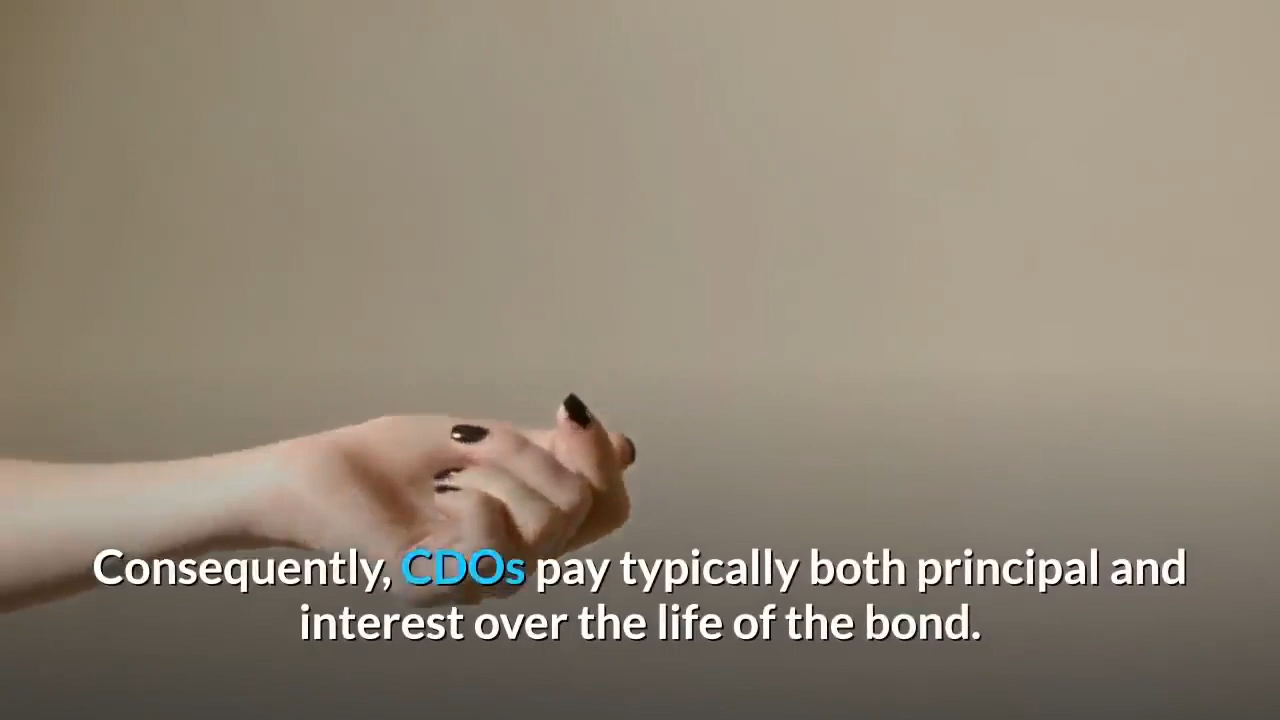 Consequently, CDOs pay typically both principal and
interest over the life of the bond.